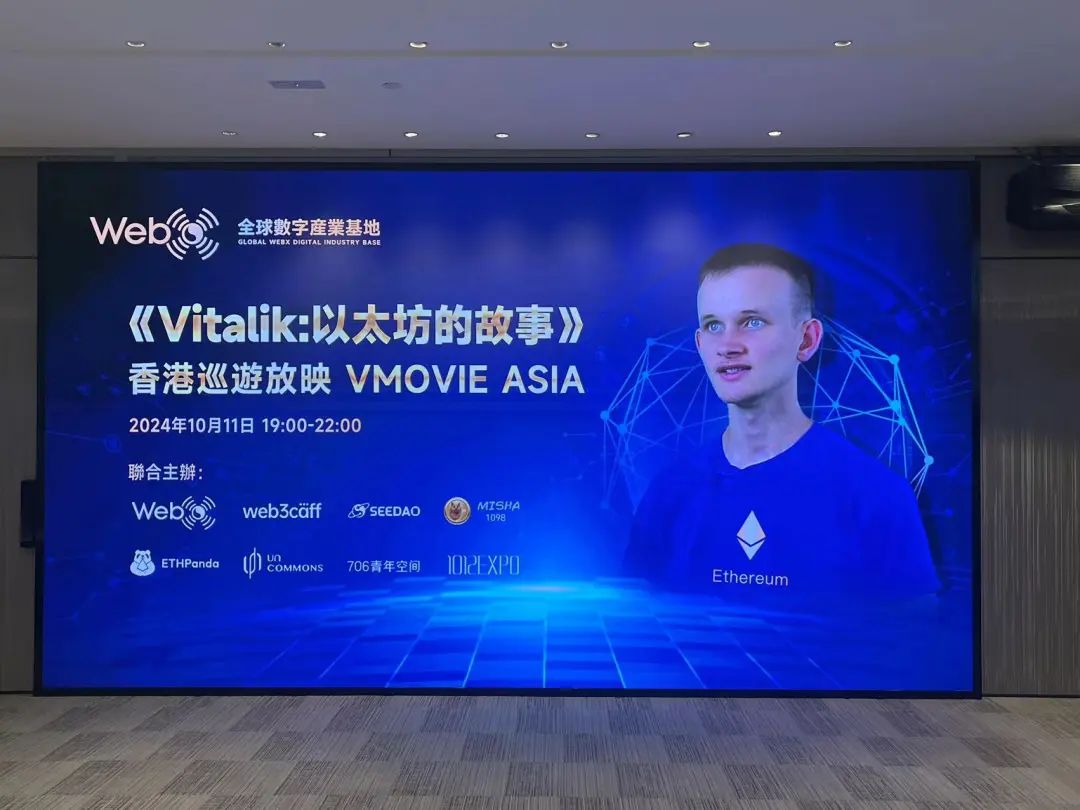 Web
全球數字産業基地
GLOBAL WEBX DIGITAL INDUSTRY BASE
《Vitalik:以太坊的故事》
香港巡遊放映 VMOVIE ASIA
2024年10月11日 19:00-22:00
聯合主辦:
Web web3cäff SEEDAO MISHA
1098
ETHPanda UN
COMMONS 706青年空间 1012EXPO
Ethereum